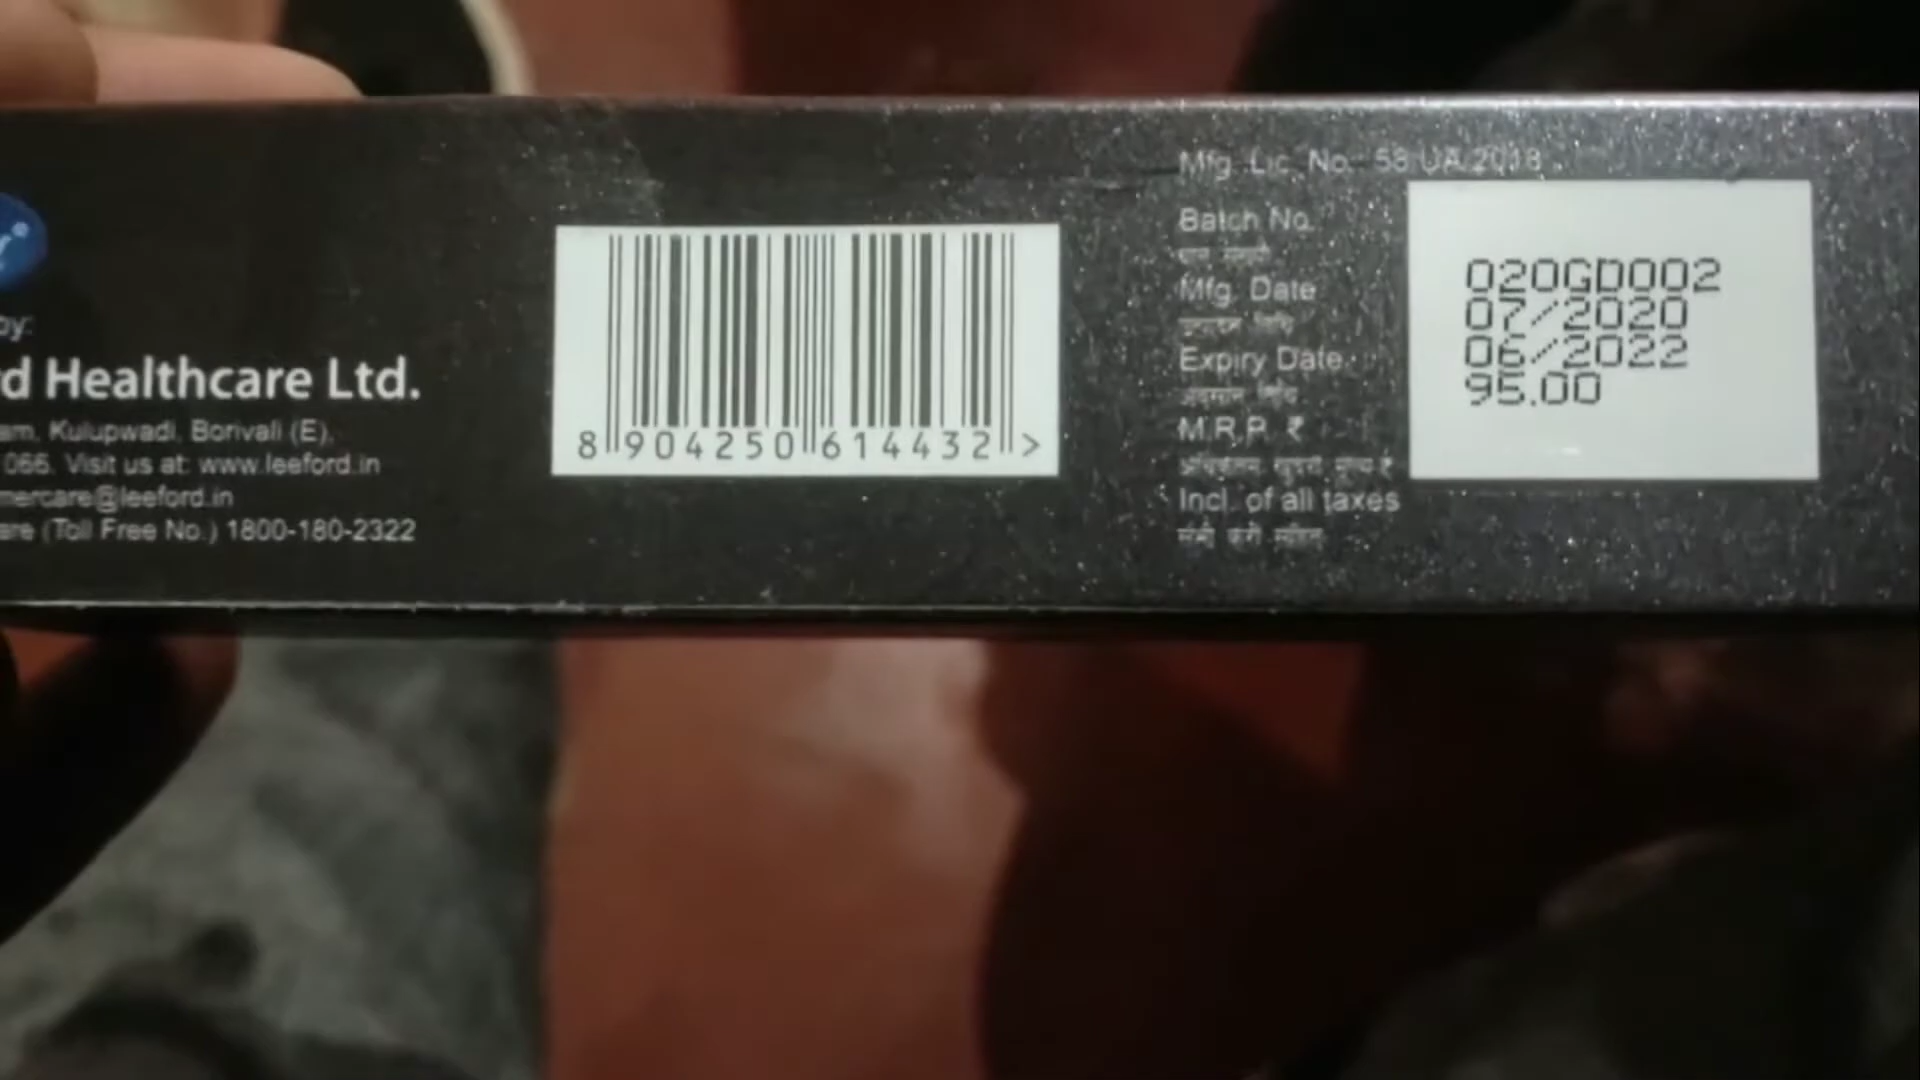 by:
rd Healthcare Ltd.
am, Kulupwadi, Borivali (E),
066. Visit us at: www.leeford.in
mercare@leeford.in
are (Toll Free No.) 1800-180-2322
8 904250 614432 >
Mfg. Lic. No.: 58 UA 2018
Batch No.
Mfg. Date
Expiry Date
M.R.P. ₹
Incl. of all taxes
020GD002
07/2020
06/2022
95.00